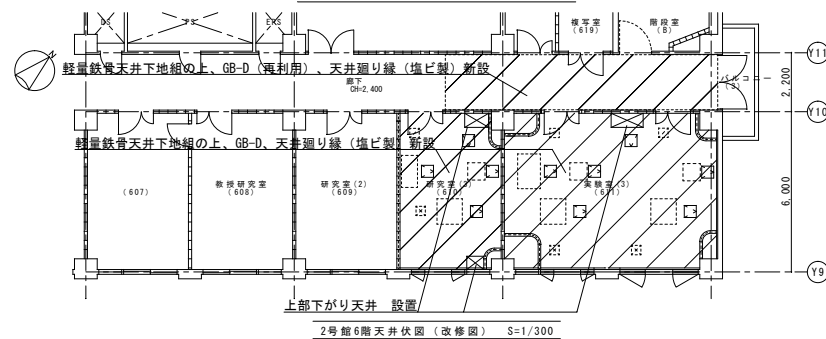 DS
PS
EPS
複写室
(619)
階段室
(B)
Y11
軽量鉄骨天井下地組の上、GB-D（再利用）、天井廻り縁（塩ビ製）新設
廊下
CH=2,400
バルコニー
(3)
2,200
Y10
軽量鉄骨天井下地組の上、GB-D、天井廻り縁（塩ビ製）新設
(607)
教授研究室
(608)
研究室(2)
(609)
研究室(3)
(610)
実験室(3)
(611)
6,000
Y9
上部下がり天井 設置
2号館6階天井伏図（改修図） S=1/300